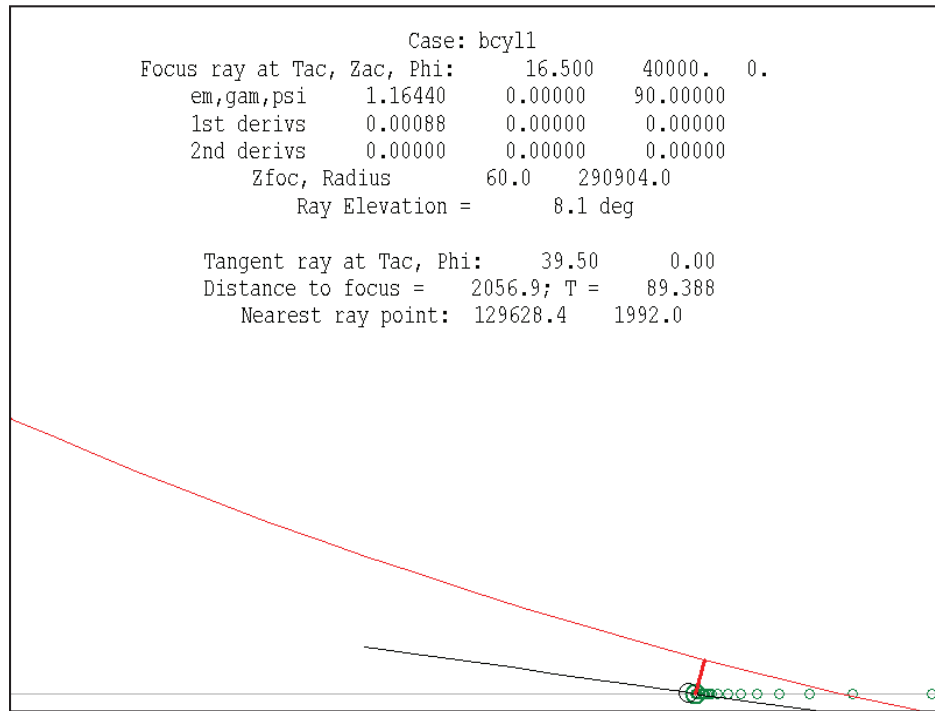 Case: bcyl1
Focus ray at Tac, Zac, Phi: 16.500 40000. 0.
em,gam,psi 1.16440 0.00000 90.00000
1st derivs 0.00088 0.00000 0.00000
2nd derivs 0.00000 0.00000 0.00000
Zfoc, Radius 60.0 290904.0
Ray Elevation = 8.1 deg
Tangent ray at Tac, Phi: 39.50 0.00
Distance to focus = 2056.9; T = 89.388
Nearest ray point: 129628.4 1992.0